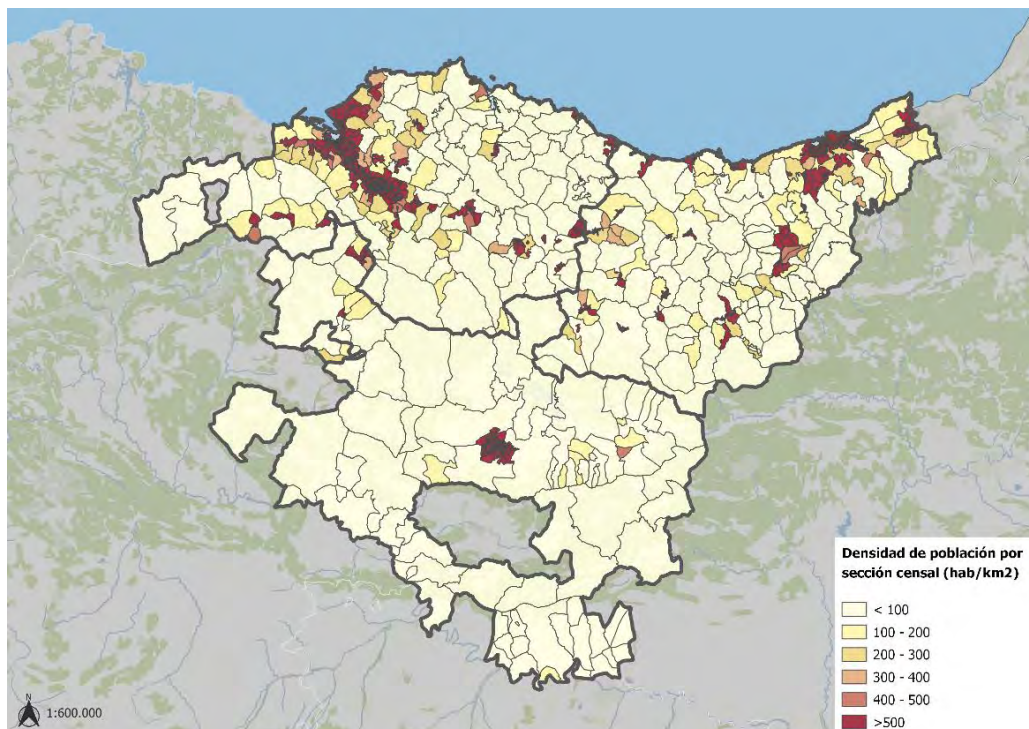 Densidad de población por
sección censal (hab/km2)
< 100
100 - 200
200 - 300
300 - 400
400 - 500
>500
N
1:600.000